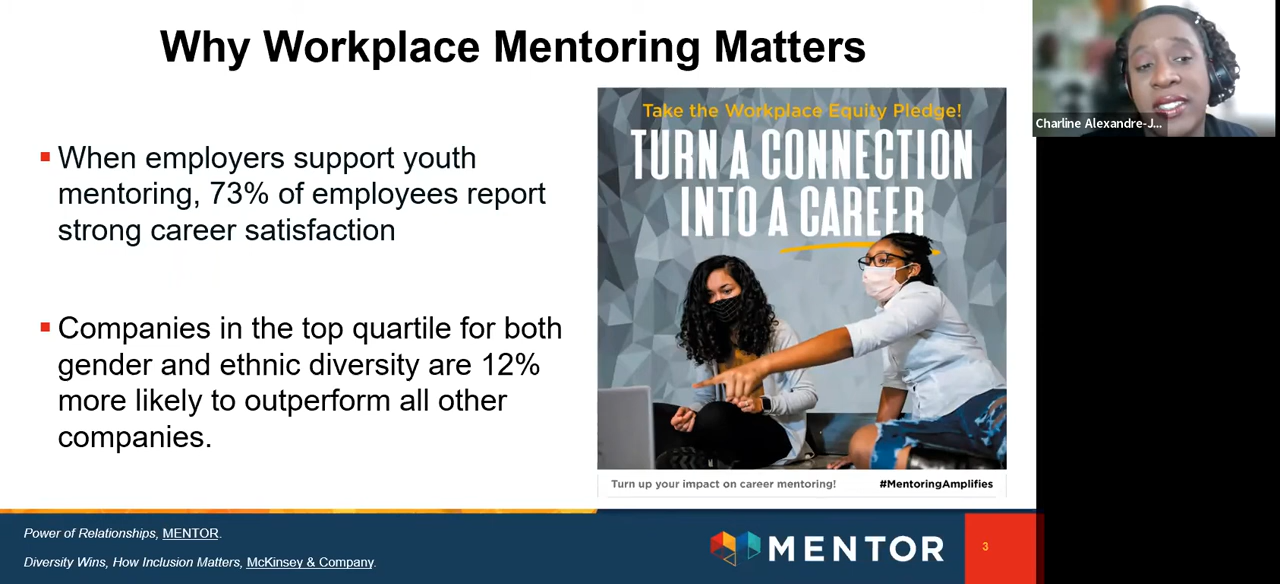 Why Workplace Mentoring Matters
When employers support youth
mentoring, 73% of employees report
strong career satisfaction
Companies in the top quartile for both
gender and ethnic diversity are 12%
more likely to outperform all other
companies.
Take the Workplace Equity Pledge!
TURN A CONNECTION
INTO A CAREER
Turn up your impact on career mentoring!
#MentoringAmplifies
Power of Relationships, MENTOR.
Diversity Wins, How Inclusion Matters, McKinsey & Company.
MENTOR
3
Charline Alexandre-J...